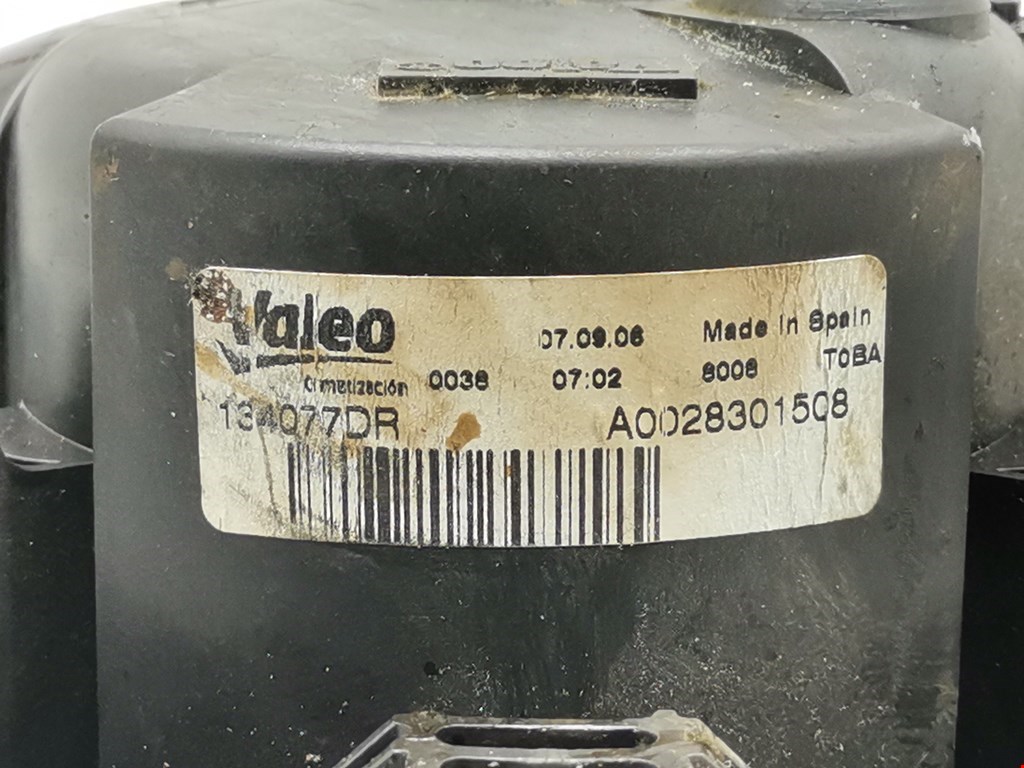 Valeo
07.09.06 Made in Spain
Climatización 0038 07:02 8008 TOBA
134077DR A0028301508